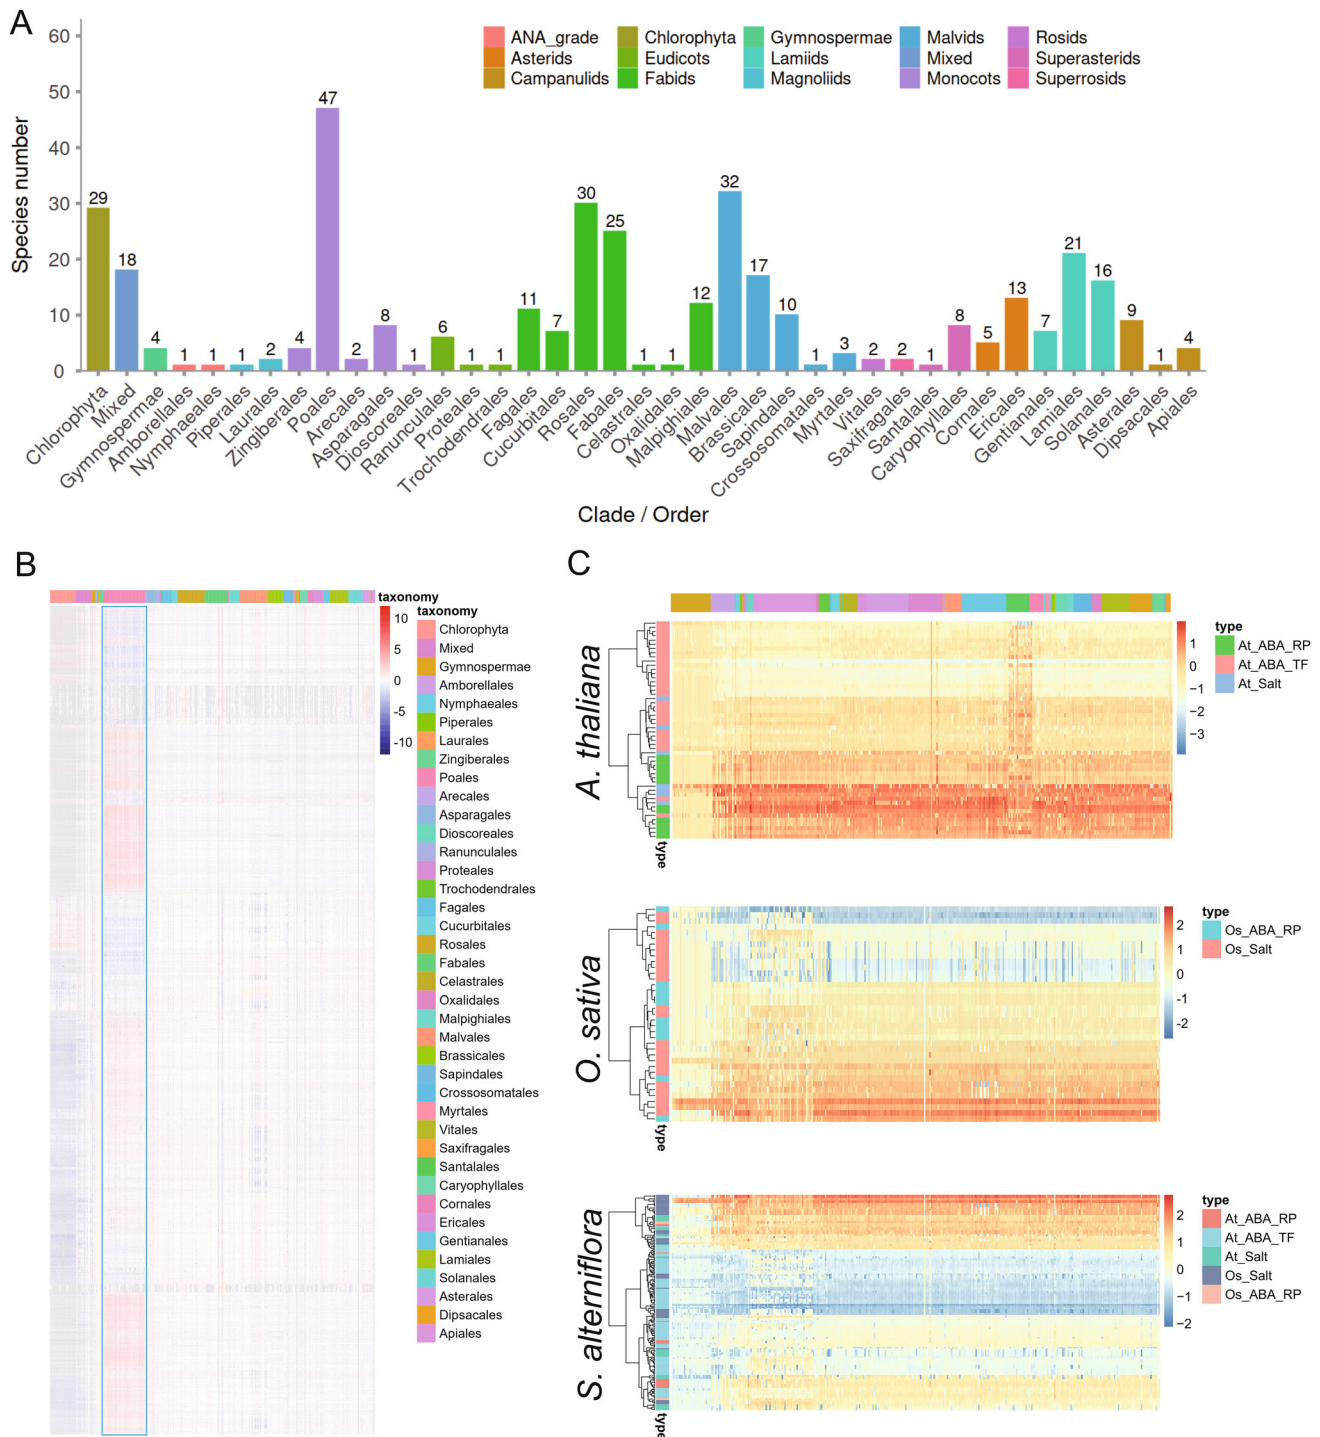 A
60
50
40
30
20
10
0
Species number
ANA_grade
Asterids
Campanulids
Chlorophyta
Eudicots
Fabids
Gymnospermae
Lamiids
Magnoliids
Malvids
Mixed
Monocots
Rosids
Superasterids
Superrosids
29
18
4
1
1
1
2
4
47
2
8
1
6
1
1
11
7
30
25
1
1
12
32
17
10
1
3
2
2
1
8
5
13
7
21
16
9
1
4
Chlorophyta
Mixed
Gymnospermae
Amborellales
Nymphaeales
Piperales
Laurales
Zingiberales
Poales
Arecales
Asparagales
Dioscoreales
Ranunculales
Proteales
Trochodendrales
Fagales
Cucurbitales
Rosales
Fabales
Celastrales
Oxalidales
Malpighiales
Malvales
Brassicales
Sapindales
Crossosomatales
Myrtales
Vitales
Saxifragales
Santalales
Caryophyllales
Cornales
Ericales
Gentianales
Lamiales
Solanales
Asterales
Dipsacales
Apiales
Clade / Order
B
taxonomy
10
5
0
-5
-10
taxonomy
Chlorophyta
Mixed
Gymnospermae
Amborellales
Nymphaeales
Piperales
Laurales
Zingiberales
Poales
Arecales
Asparagales
Dioscoreales
Ranunculales
Proteales
Trochodendrales
Fagales
Cucurbitales
Rosales
Fabales
Celastrales
Oxalidales
Malpighiales
Malvales
Brassicales
Sapindales
Crossosomatales
Myrtales
Vitales
Saxifragales
Santalales
Caryophyllales
Cornales
Ericales
Gentianales
Lamiales
Solanales
Asterales
Dipsacales
Apiales
C
A. thaliana
type
1
0
−1
−2
−3
type
At_ABA_RP
At_ABA_TF
At_Salt
O. sativa
type
2
1
0
-1
-2
type
Os_ABA_RP
Os_Salt
S. alterniflora
type
2
1
0
−1
−2
type
At_ABA_RP
At_ABA_TF
At_Salt
Os_Salt
Os_ABA_RP